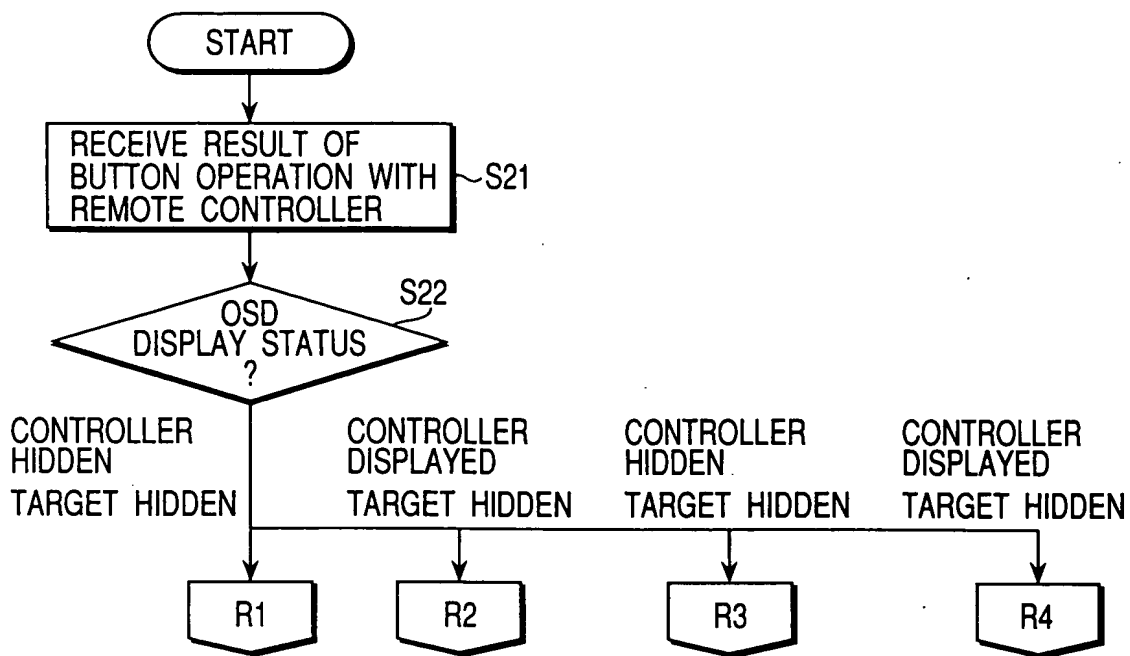 START
RECEIVE RESULT OF
BUTTON OPERATION WITH
REMOTE CONTROLLER
S21
S22
OSD
DISPLAY STATUS
?
CONTROLLER
HIDDEN
TARGET HIDDEN
CONTROLLER
DISPLAYED
TARGET HIDDEN
CONTROLLER
HIDDEN
TARGET HIDDEN
CONTROLLER
DISPLAYED
TARGET HIDDEN
R1
R2
R3
R4